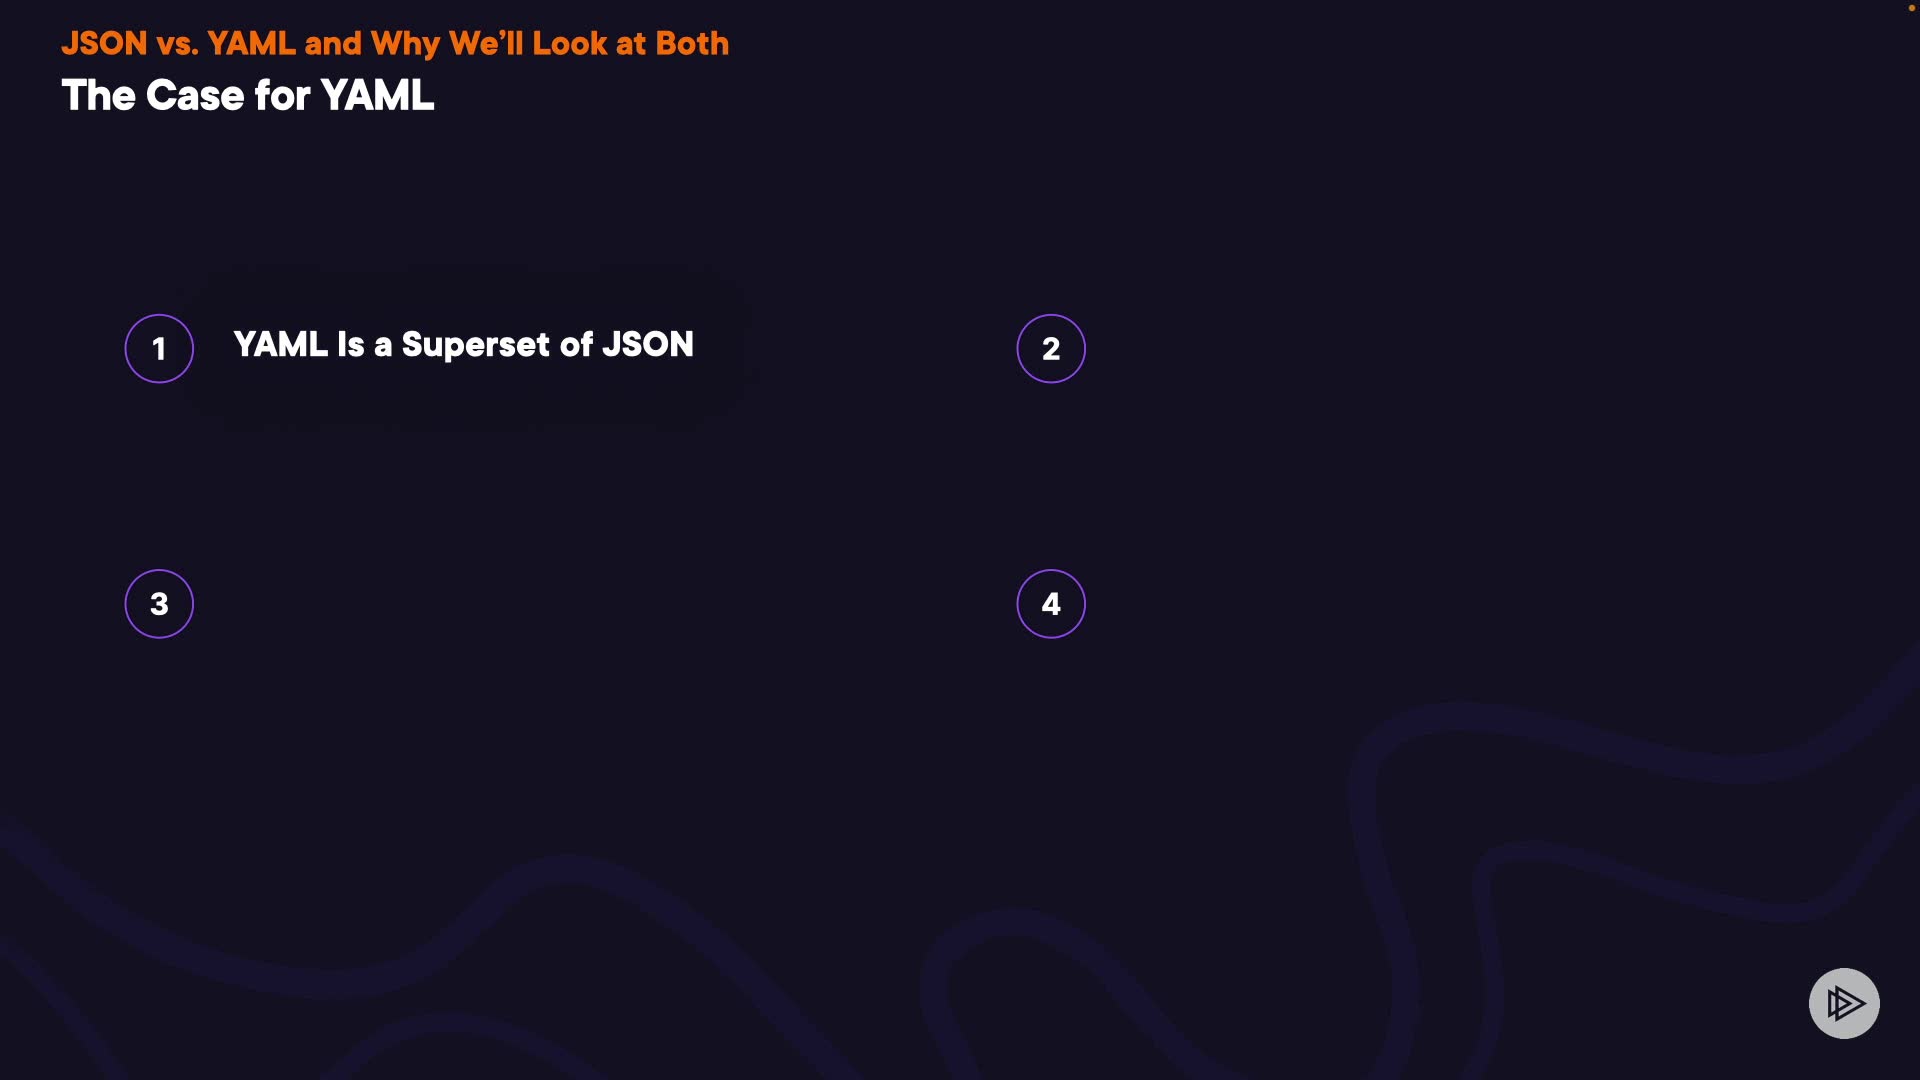 JSON vs. YAML and Why We’ll Look at Both
The Case for YAML
1 YAML Is a Superset of JSON
2
3
4